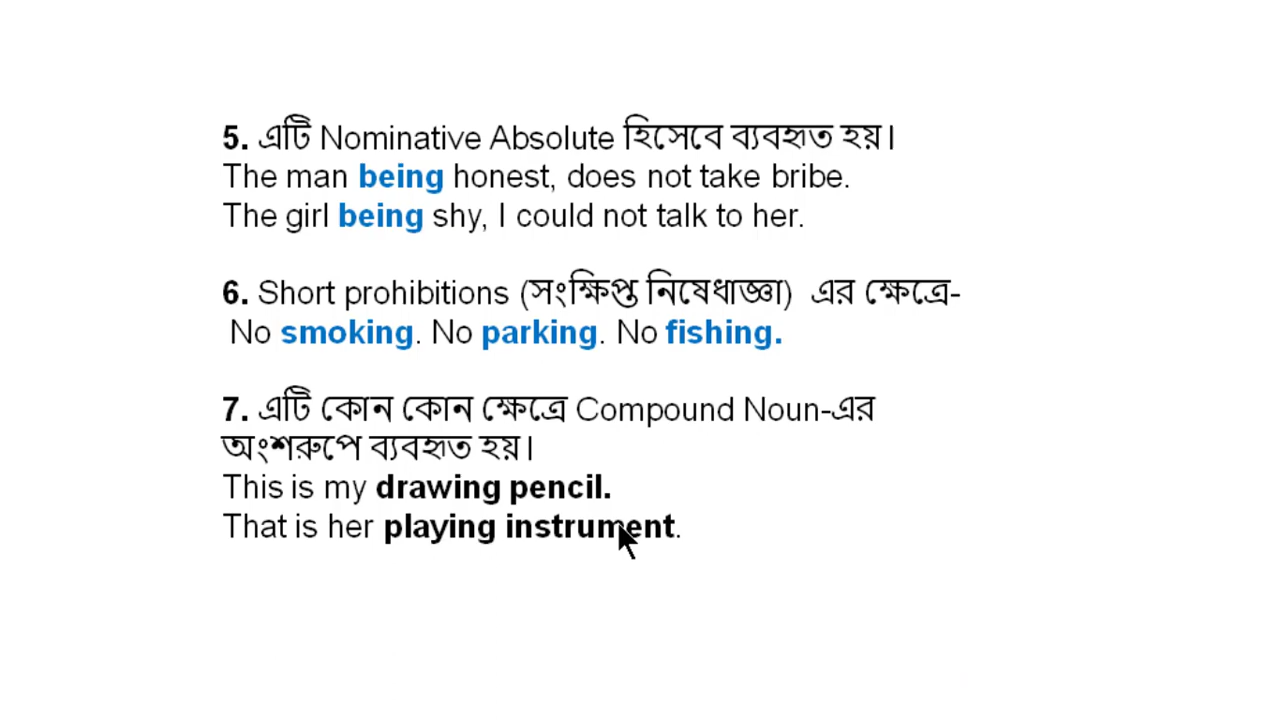 5. এটি Nominative Absolute হিসেবে ব্যবহৃত হয়।
The man being honest, does not take bribe.
The girl being shy, I could not talk to her.
6. Short prohibitions (সংক্ষিপ্ত নিষেধাজ্ঞা) এর ক্ষেত্রে-
No smoking. No parking. No fishing.
7. এটি কোন কোন ক্ষেত্রে Compound Noun-এর
অংশরুপে ব্যবহৃত হয়।
This is my drawing pencil.
That is her playing instrument.